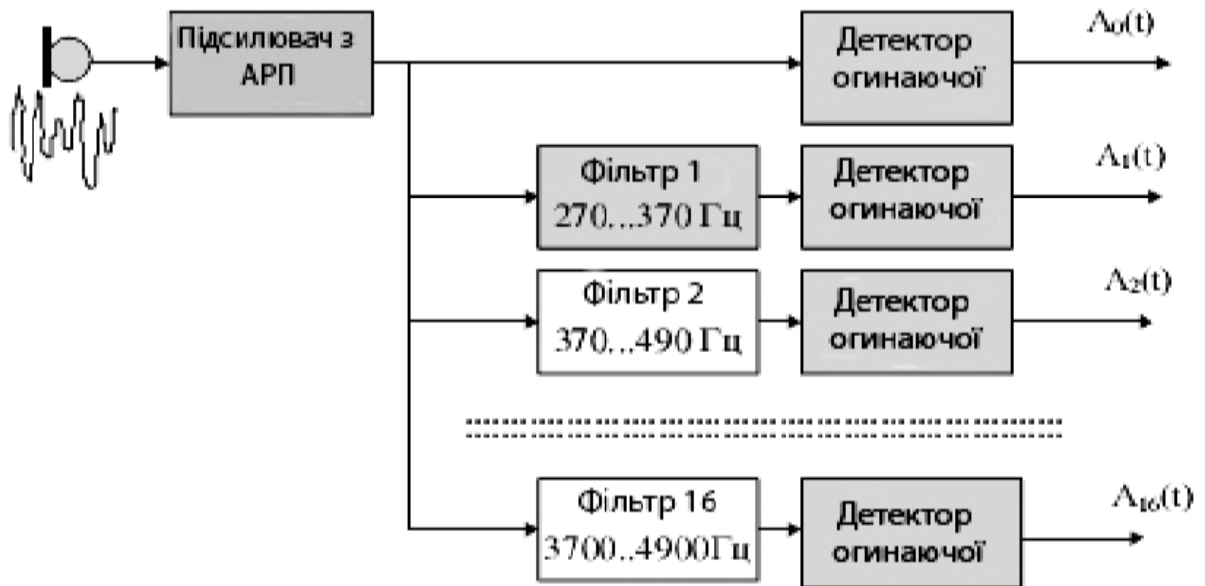 Підсилювач з
АРП
Детектор
огинаючої
A₀(t)
Фільтр 1
270...370 Гц
Детектор
огинаючої
A₁(t)
Фільтр 2
370...490 Гц
Детектор
огинаючої
A₂(t)
Фільтр 16
3700..4900Гц
Детектор
огинаючої
A₁₆(t)